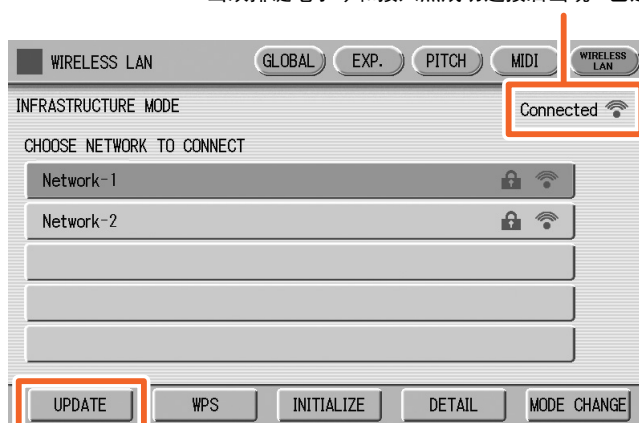 WIRELESS LAN GLOBAL EXP. PITCH MIDI WIRELESS LAN
INFRASTRUCTURE MODE Connected
CHOOSE NETWORK TO CONNECT
Network-1
Network-2
UPDATE WPS INITIALIZE DETAIL MODE CHANGE